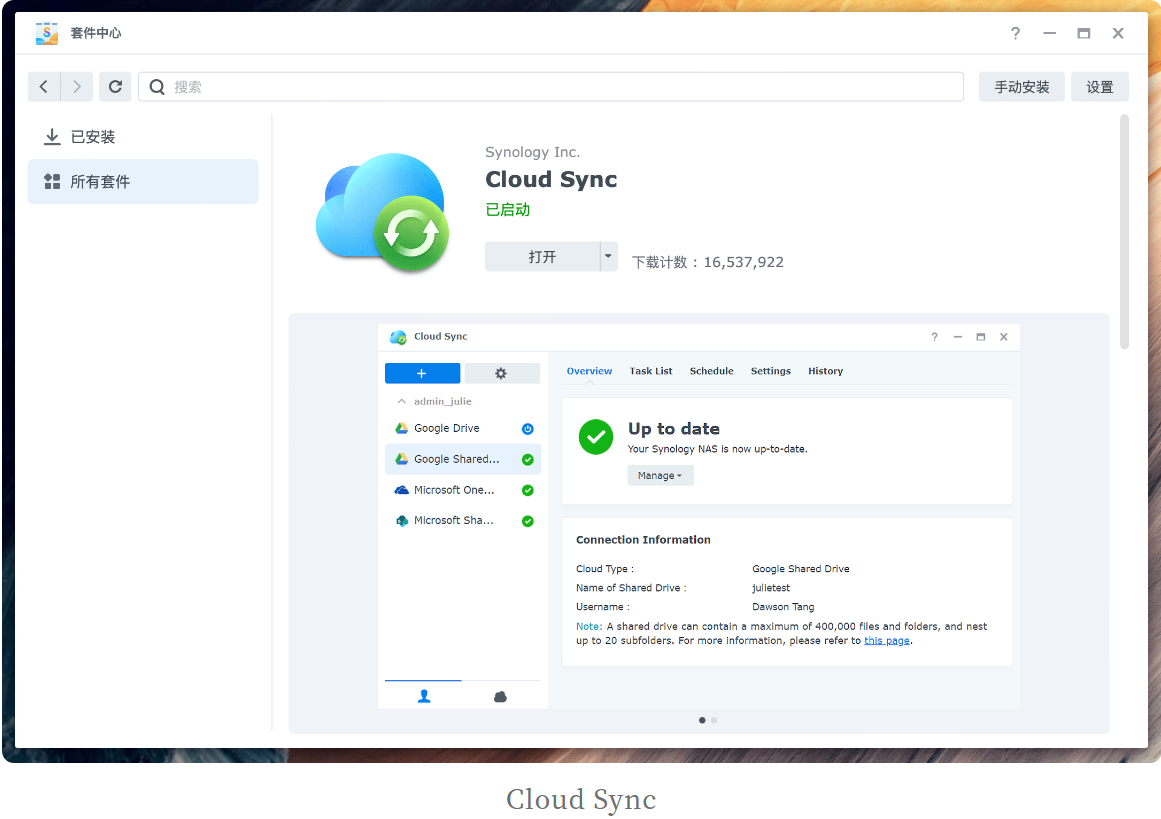 套件中心
搜索
手动安装
设置
已安装
所有套件
Synology Inc.
Cloud Sync
已启动
打开
下载计数：16,537,922
Cloud Sync
admin_julie
Google Drive
Google Shared...
Microsoft One...
Microsoft Sha...
Overview
Task List
Schedule
Settings
History
Up to date
Your Synology NAS is now up-to-date.
Manage
Connection Information
Cloud Type : Google Shared Drive
Name of Shared Drive : julietest
Username : Dawson Tang
Note: A shared drive can contain a maximum of 400,000 files and folders, and nest
up to 20 subfolders. For more information, please refer to this page.
Cloud Sync